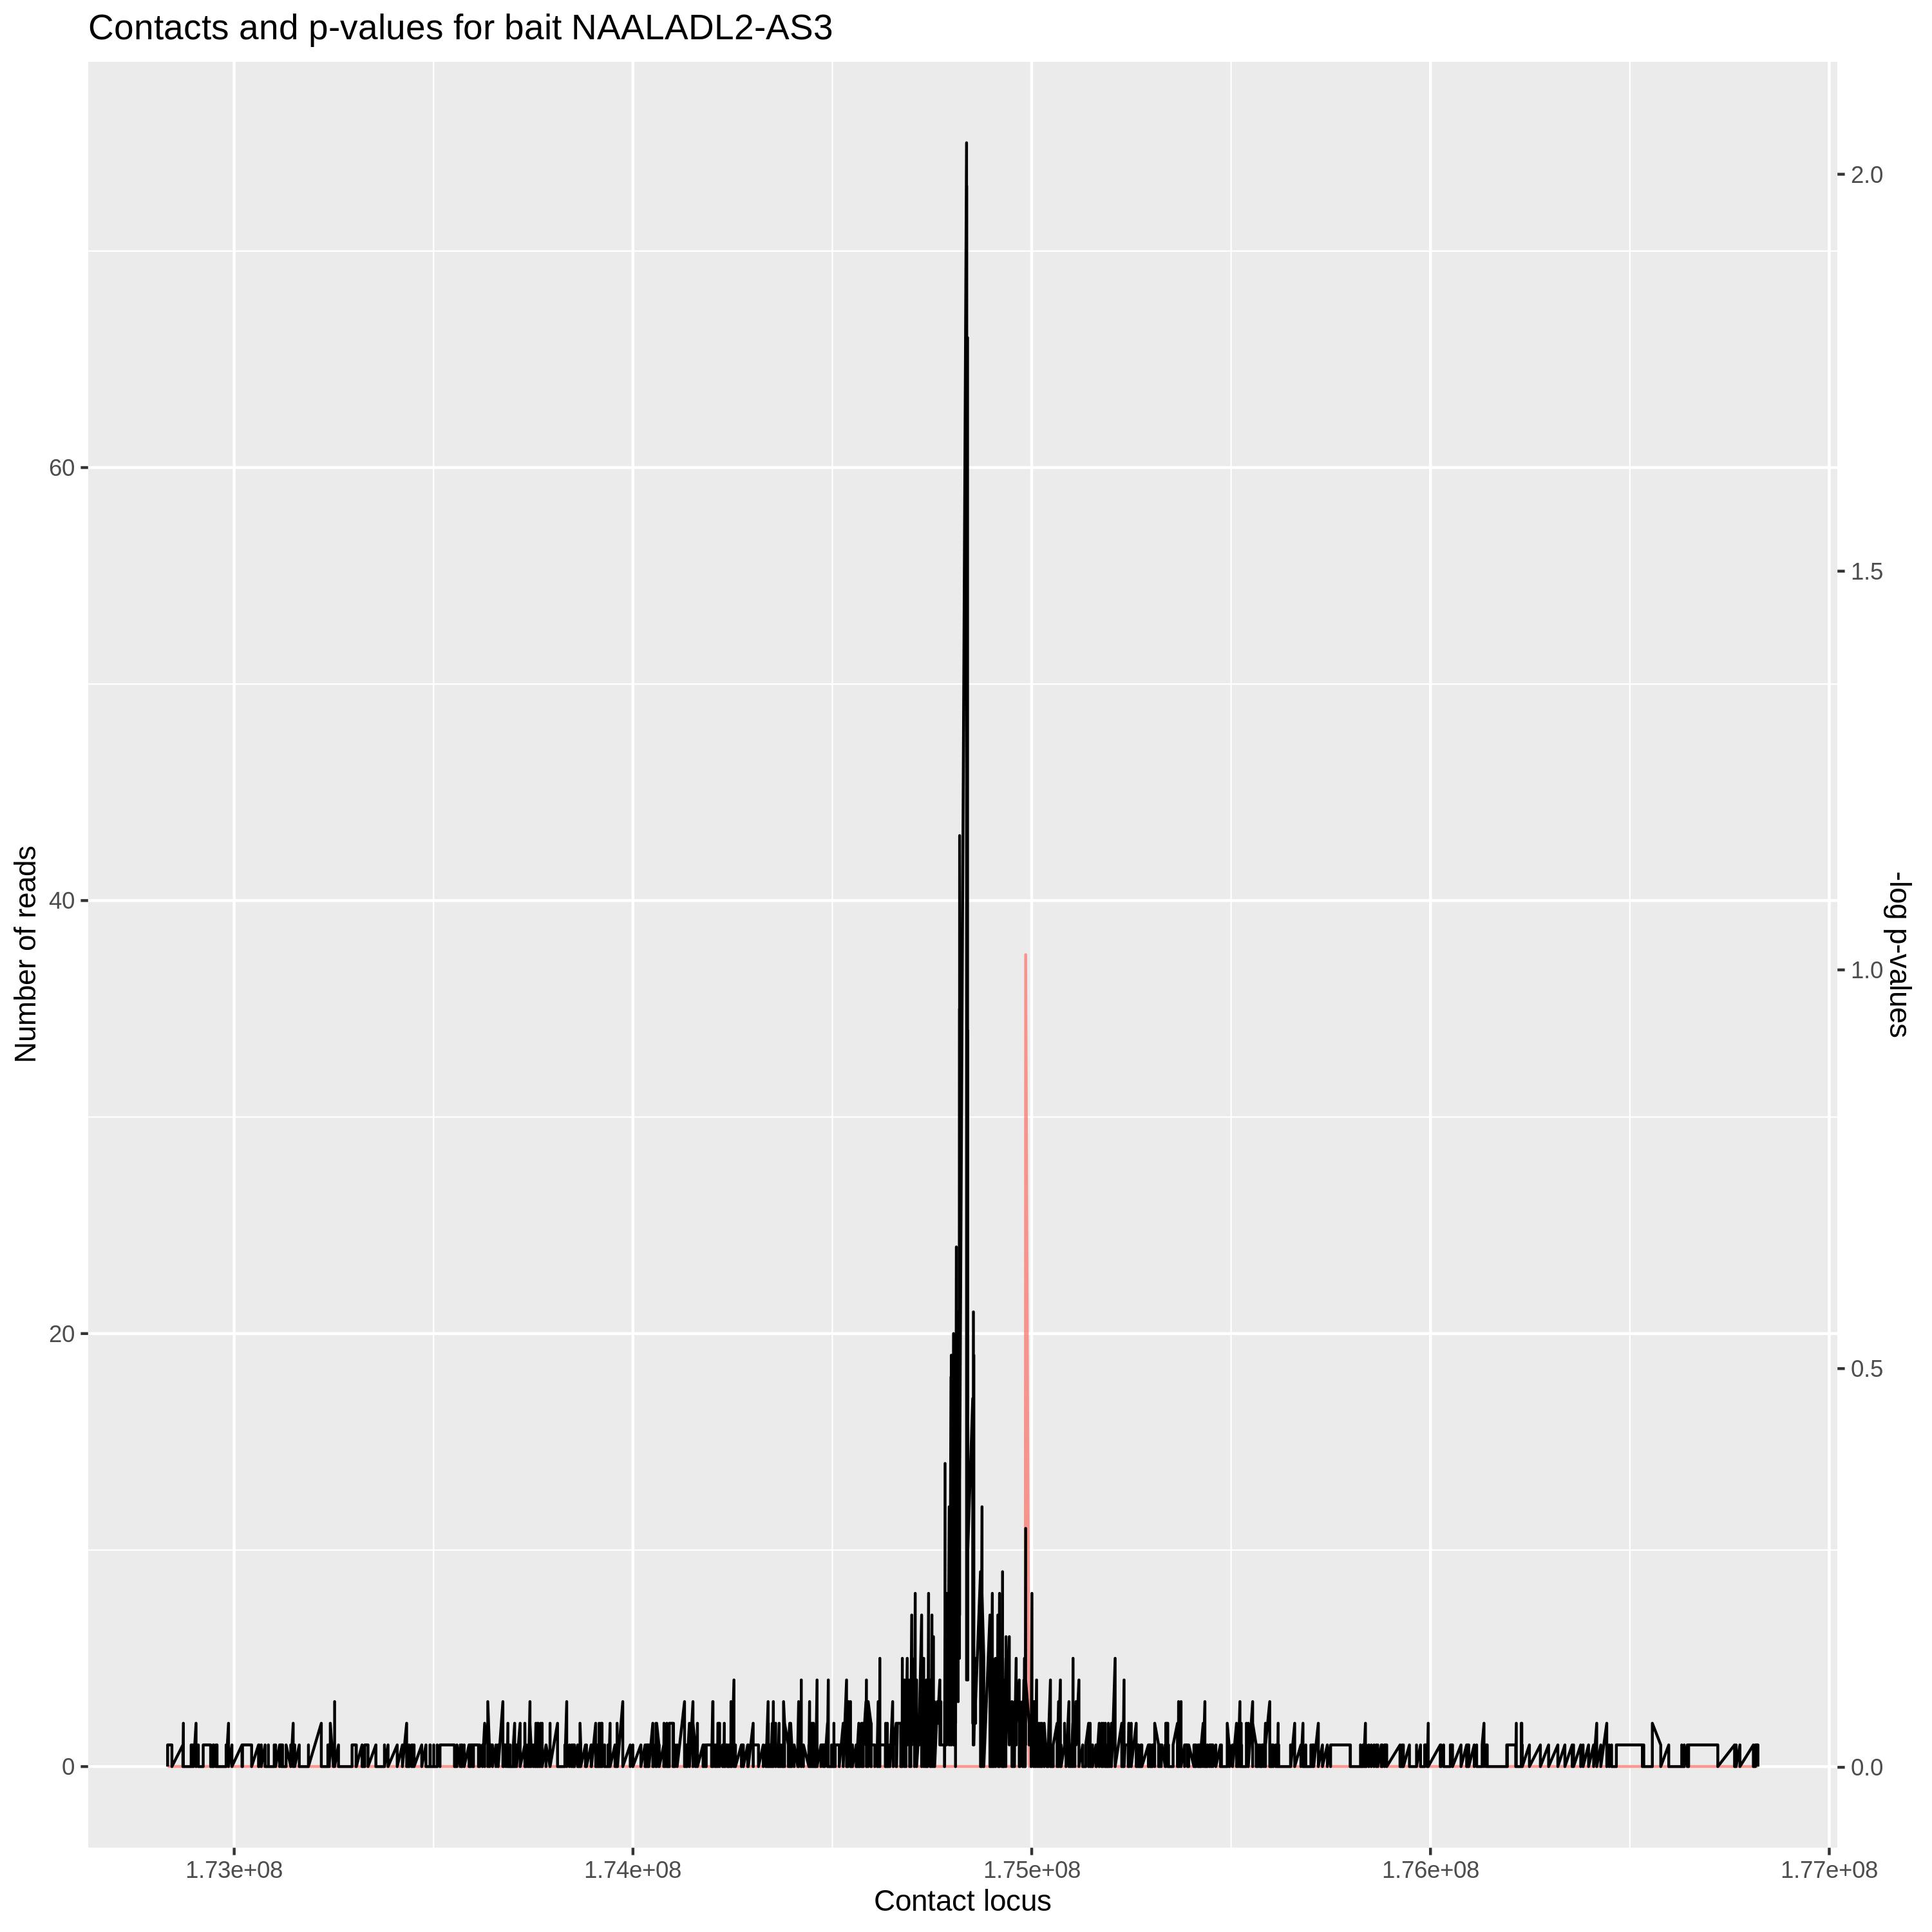 Contacts and p-values for bait NAALADL2-AS3
Number of reads
60
40
20
0
2.0
1.5
1.0
0.5
0.0
-log p-values
1.73e+08
1.74e+08
1.75e+08
1.76e+08
1.77e+08
Contact locus